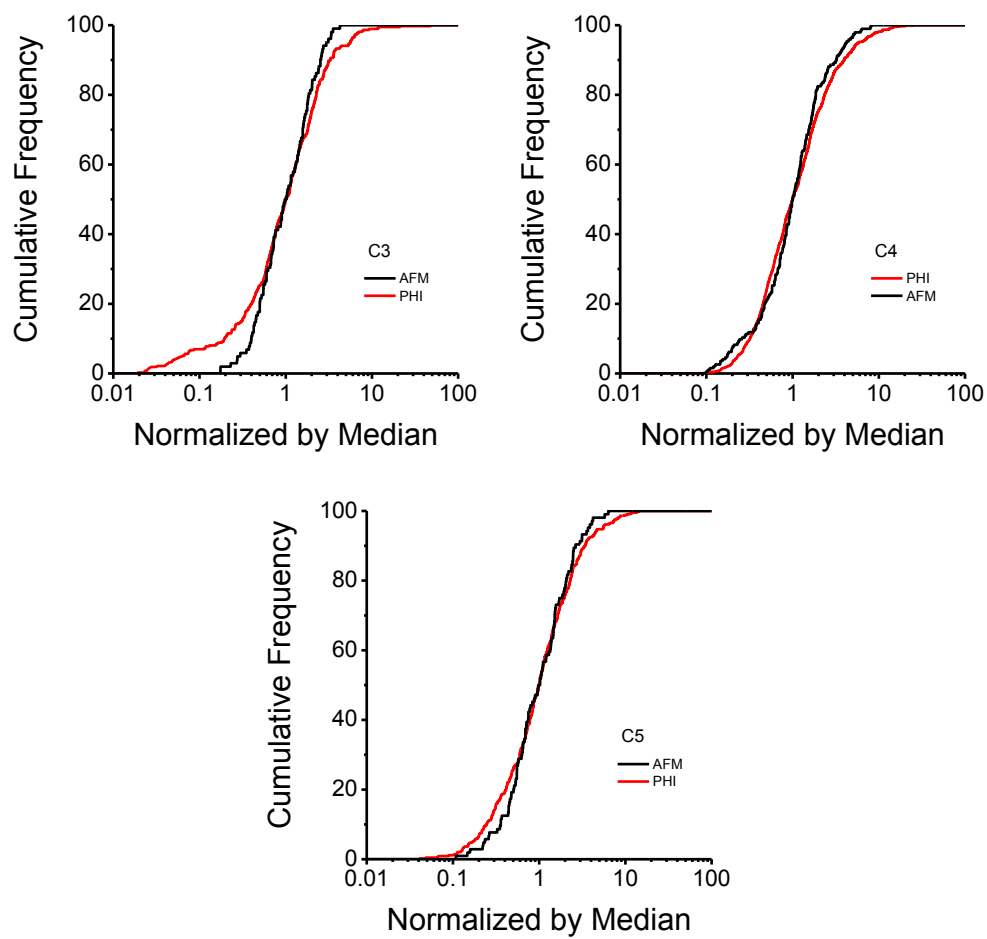 100
80
60
40
20
0
Cumulative Frequency
C3
AFM
PHI
0.01 0.1 1 10 100
Normalized by Median
100
80
60
40
20
0
Cumulative Frequency
C4
PHI
AFM
0.01 0.1 1 10 100
Normalized by Median
100
80
60
40
20
0
Cumulative Frequency
C5
AFM
PHI
0.01 0.1 1 10 100
Normalized by Median